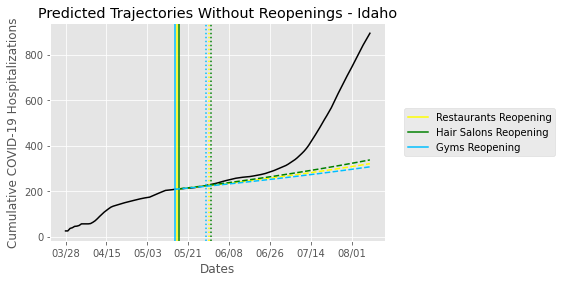 Predicted Trajectories Without Reopenings - Idaho
Cumulative COVID-19 Hospitalizations
800
600
400
200
0
03/28 04/15 05/03 05/21 06/08 06/26 07/14 08/01
Dates
Restaurants Reopening
Hair Salons Reopening
Gyms Reopening